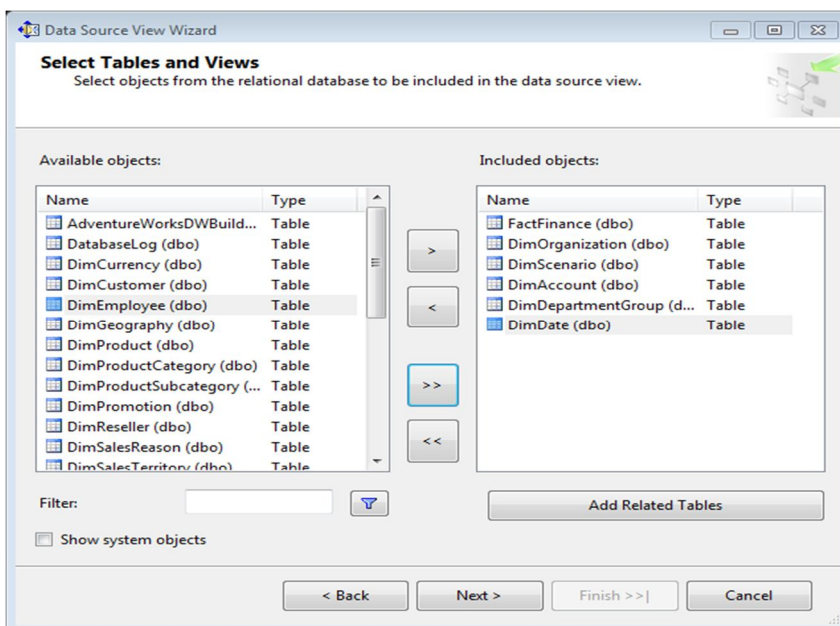 Data Source View Wizard
Select Tables and Views
Select objects from the relational database to be included in the data source view.
Available objects:
Name Type
AdventureWorksDWBuild... Table
DatabaseLog (dbo) Table
DimCurrency (dbo) Table
DimCustomer (dbo) Table
DimEmployee (dbo) Table
DimGeography (dbo) Table
DimProduct (dbo) Table
DimProductCategory (dbo) Table
DimProductSubcategory (... Table
DimPromotion (dbo) Table
DimReseller (dbo) Table
DimSalesReason (dbo) Table
DimSalesTerritory (dbo) Table
>
<
>>
<<
Included objects:
Name Type
FactFinance (dbo) Table
DimOrganization (dbo) Table
DimScenario (dbo) Table
DimAccount (dbo) Table
DimDepartmentGroup (d... Table
DimDate (dbo) Table
Filter:
Add Related Tables
Show system objects
< Back Next > Finish >>| Cancel